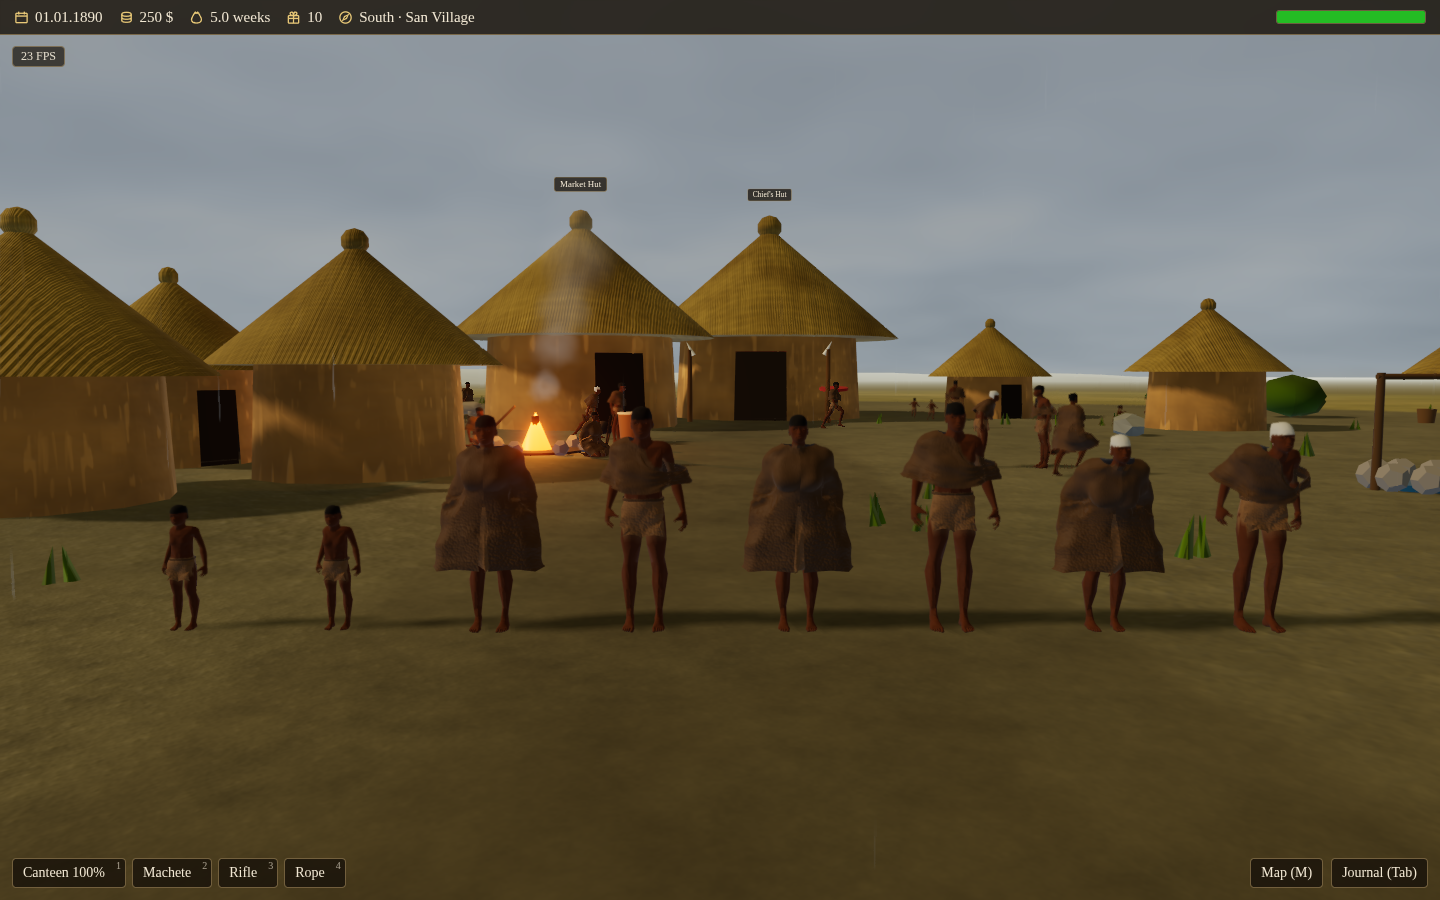 01.01.1890 250 $ 5.0 weeks 10 South · San Village
23 FPS
Market Hut
Chief's Hut
Canteen 100% 1 Machete 2 Rifle 3 Rope 4 Map (M) Journal (Tab)